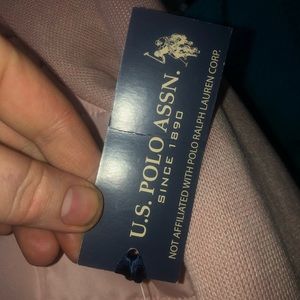 U.S. POLO ASSN.
SINCE 1890
NOT AFFILIATED WITH POLO RALPH LAUREN CORP.